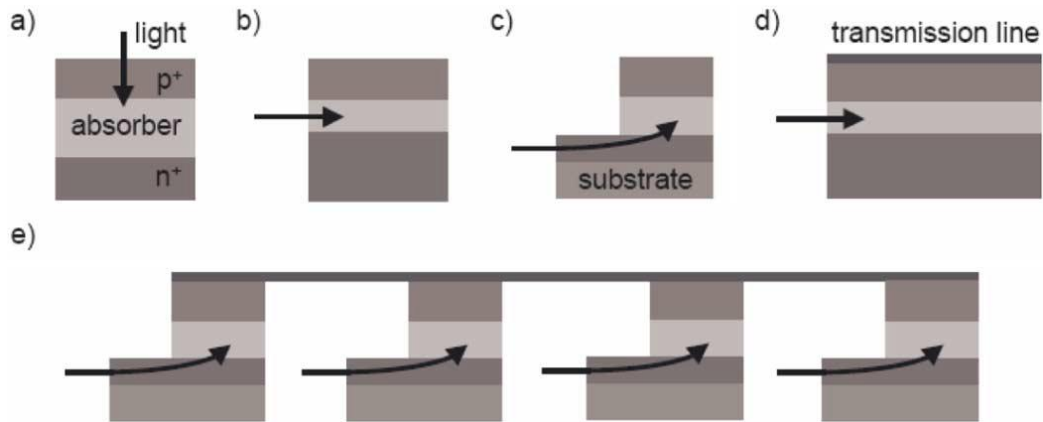 a)
light
p⁺
absorber
n⁺
b)
c)
substrate
d)
transmission line
e)